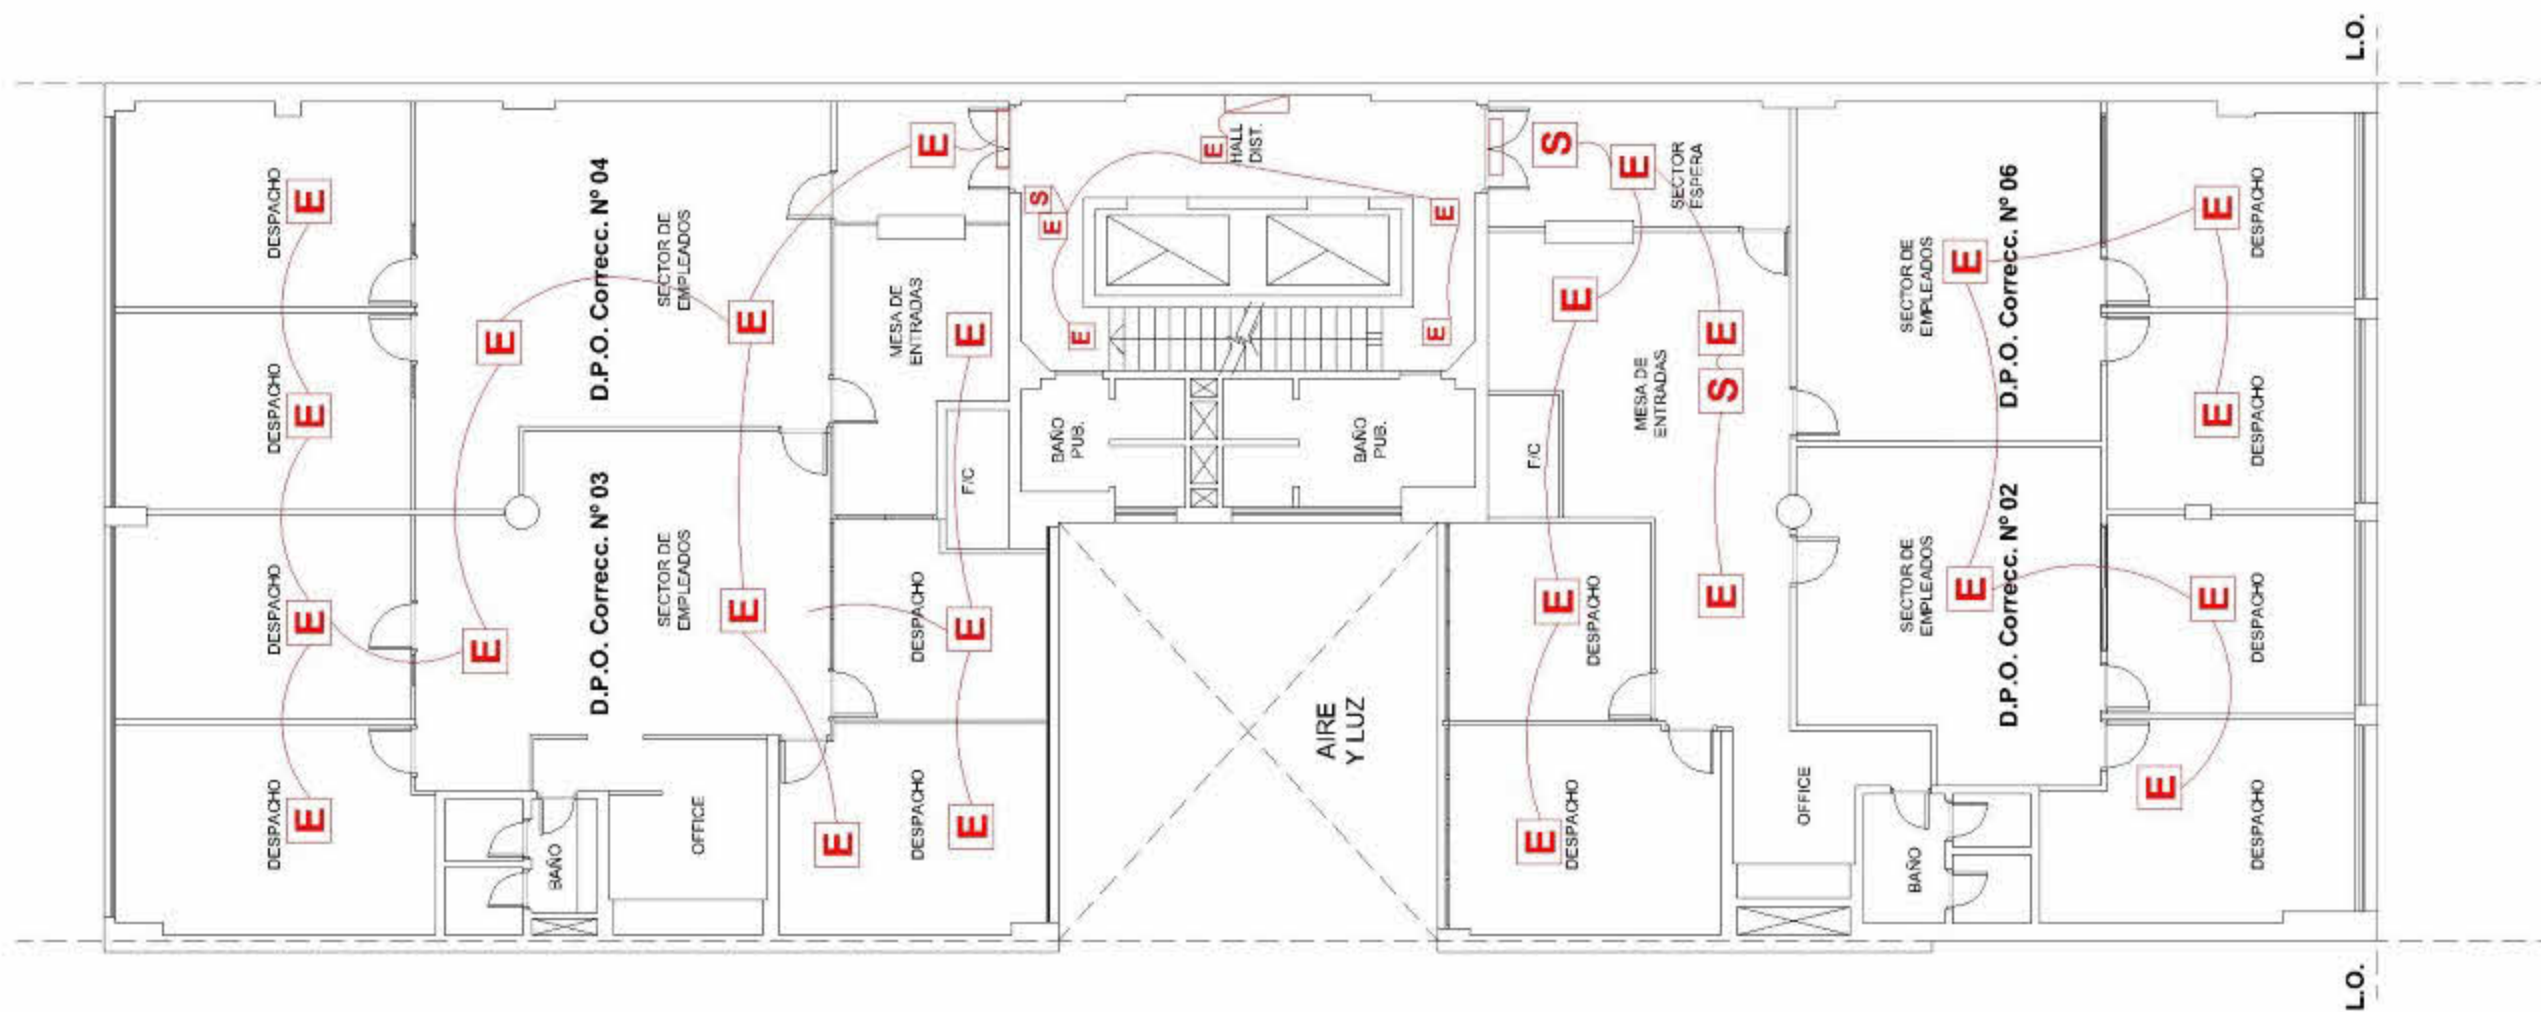 L.O.
DESPACHO
E
DESPACHO
E
DESPACHO
E
DESPACHO
E
D.P.O. Correcc. Nº 04
SECTOR DE
EMPLEADOS
E
E
D.P.O. Correcc. Nº 03
SECTOR DE
EMPLEADOS
E
E
BAÑO
OFFICE
E
E
MESA DE
ENTRADAS
E
F/C
DESPACHO
E
DESPACHO
E
S
E
E
E
HALL
DIST.
E
E
BAÑO
PUB.
BAÑO
PUB.
AIRE
Y LUZ
S
E
SECTOR
ESPERA
E
MESA DE
ENTRADAS
E
S
E
F/C
E
DESPACHO
E
DESPACHO
OFFICE
BAÑO
SECTOR DE
EMPLEADOS
E
D.P.O. Correcc. Nº 06
SECTOR DE
EMPLEADOS
E
D.P.O. Correcc. Nº 02
E
DESPACHO
E
DESPACHO
E
DESPACHO
E
DESPACHO
L.O.